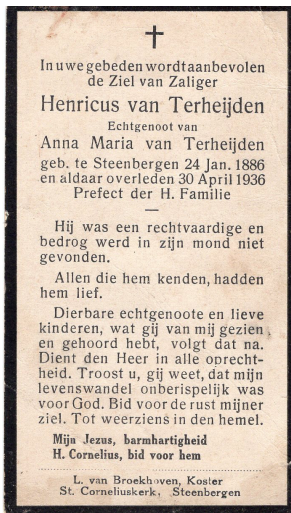 In uwe gebeden wordt aanbevolen
de Ziel van Zaliger
Henricus van Terheijden
Echtgenoot van
Anna Maria van Terheijden
geb. te Steenbergen 24 Jan. 1886
en aldaar overleden 30 April 1936
Prefect der H. Familie
Hij was een rechtvaardige en
bedrog werd in zijn mond niet
gevonden.
Allen die hem kenden, hadden
hem lief.
Dierbare echtgenoote en lieve
kinderen, wat gij van mij gezien
en gehoord hebt, volgt dat na.
Dient den Heer in alle oprecht-
heid. Troost u, gij weet, dat mijn
levenswandel onberispelijk was
voor God. Bid voor de rust mijner
ziel. Tot weerziens in den hemel.
Mijn Jezus, barmhartigheid
H. Cornelius, bid voor hem
L. van Broekhoven, Koster
St. Corneliuskerk, Steenbergen